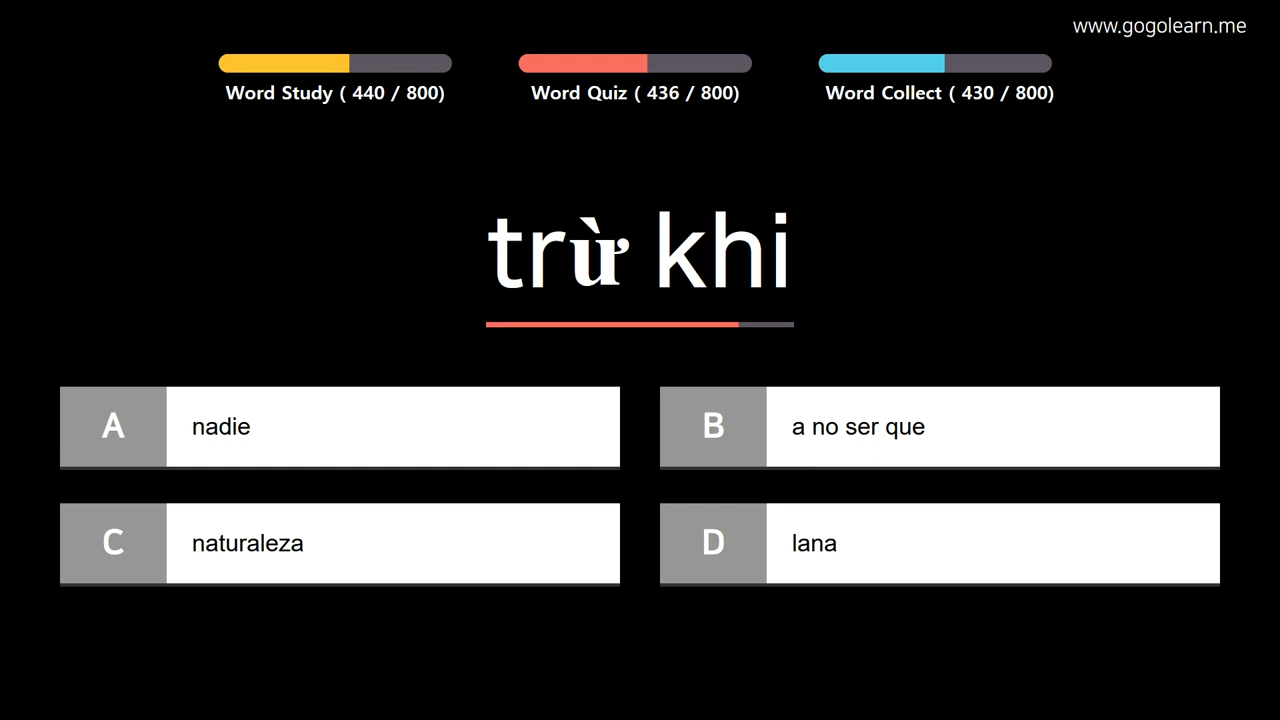 www.gogolearn.me
Word Study ( 440 / 800)
Word Quiz ( 436 / 800)
Word Collect ( 430 / 800)
trừ khi
A nadie
B a no ser que
C naturaleza
D lana